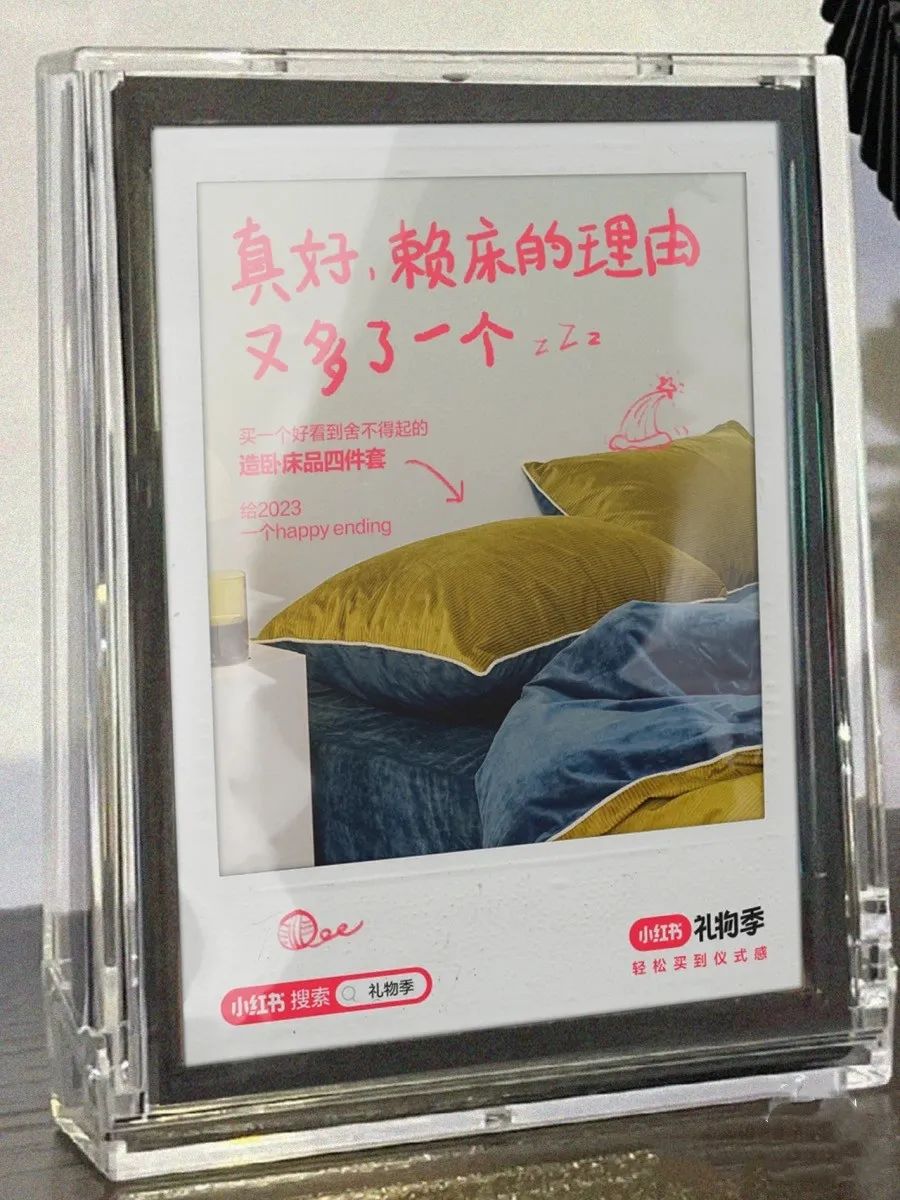 真好,赖床的理由
又多了一个 zZz
买一个好看到舍不得起的
造卧床品四件套
给2023
一个happy ending
小红书 礼物季
轻松买到仪式感
小红书 搜索 礼物季